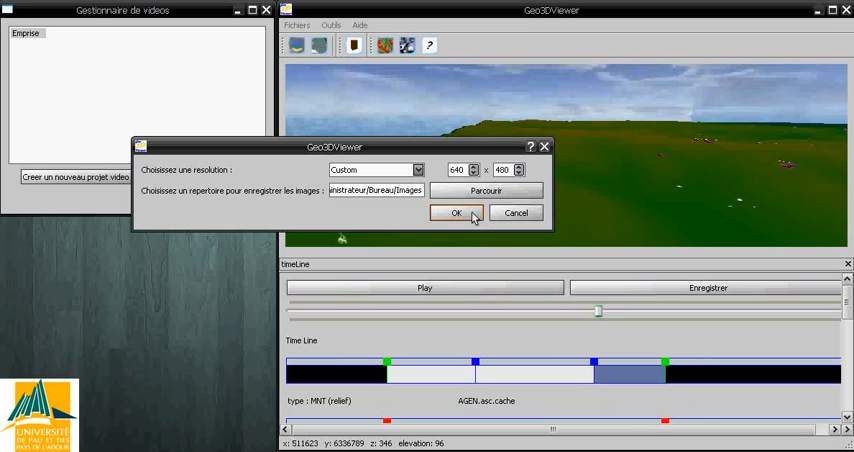 Gestionnaire de videos
Emprise
Creer un nouveau projet video
Geo3DViewer
Fichiers Outils Aide
?
Geo3DViewer
Choisissez une resolution :
Custom
640 x 480
Choisissez un repertoire pour enregistrer les images :
inistrateur/Bureau/Images
Parcourir
OK
Cancel
timeLine
Play
Enregistrer
Time Line
type : MNT (relief)
AGEN.asc.cache
x: 511623 y: 6336789 z: 346 elevation: 96
UNIVERSITÉ
DE PAU ET DES
PAYS DE L'ADOUR